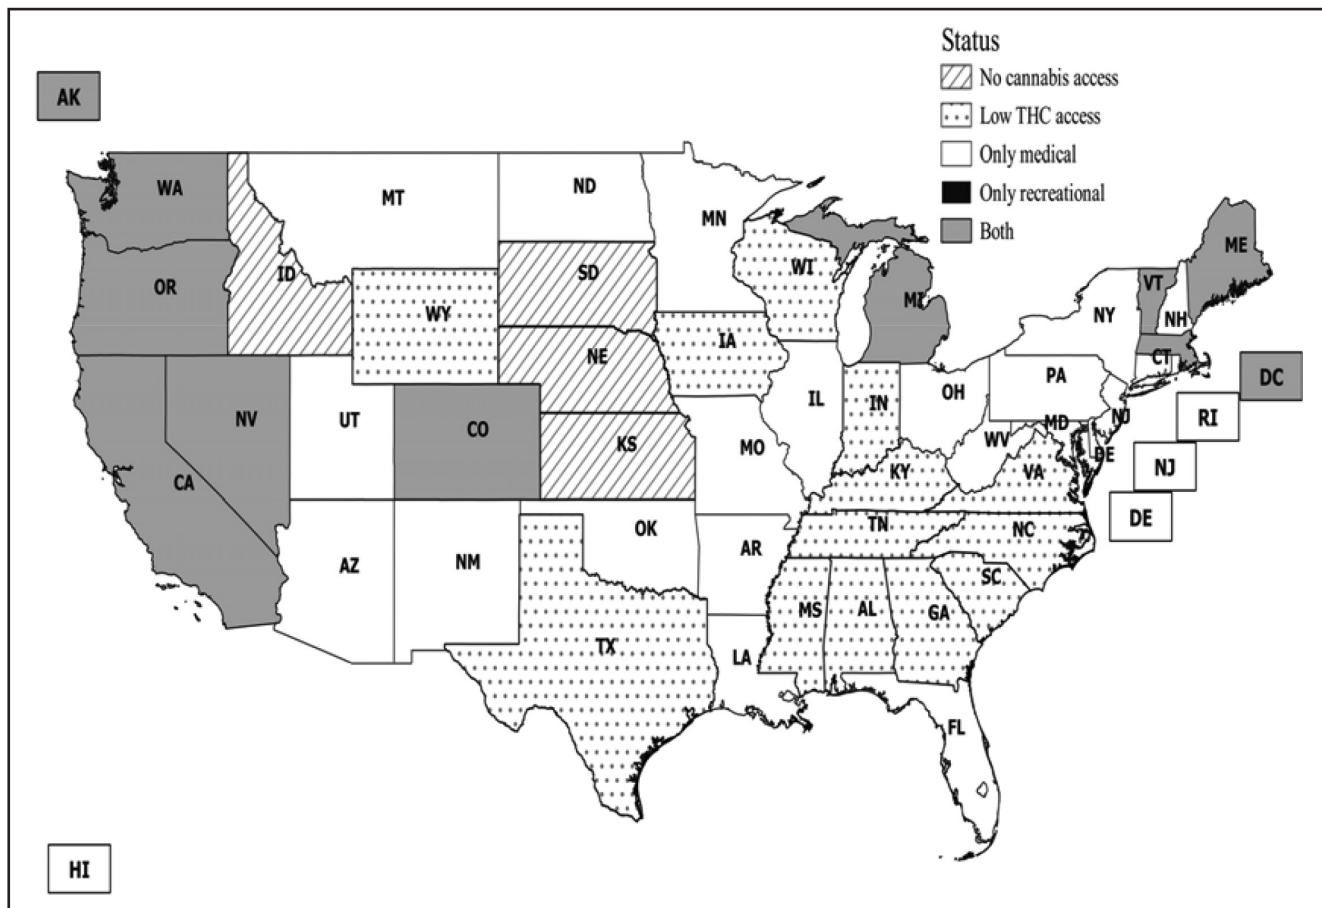 Status
No cannabis access
Low THC access
Only medical
Only recreational
Both
AK
WA
MT
ND
MN
OR
ID
SD
WI
MI
ME
VT
WY
NY
NH
IA
NE
CT
PA
DC
NV
UT
CO
IL
IN
OH
RI
KS
MO
WV
MD
NJ
CA
KY
VA
DE
NJ
OK
TN
NC
DE
AZ
NM
AR
SC
MS
AL
GA
TX
LA
FL
HI